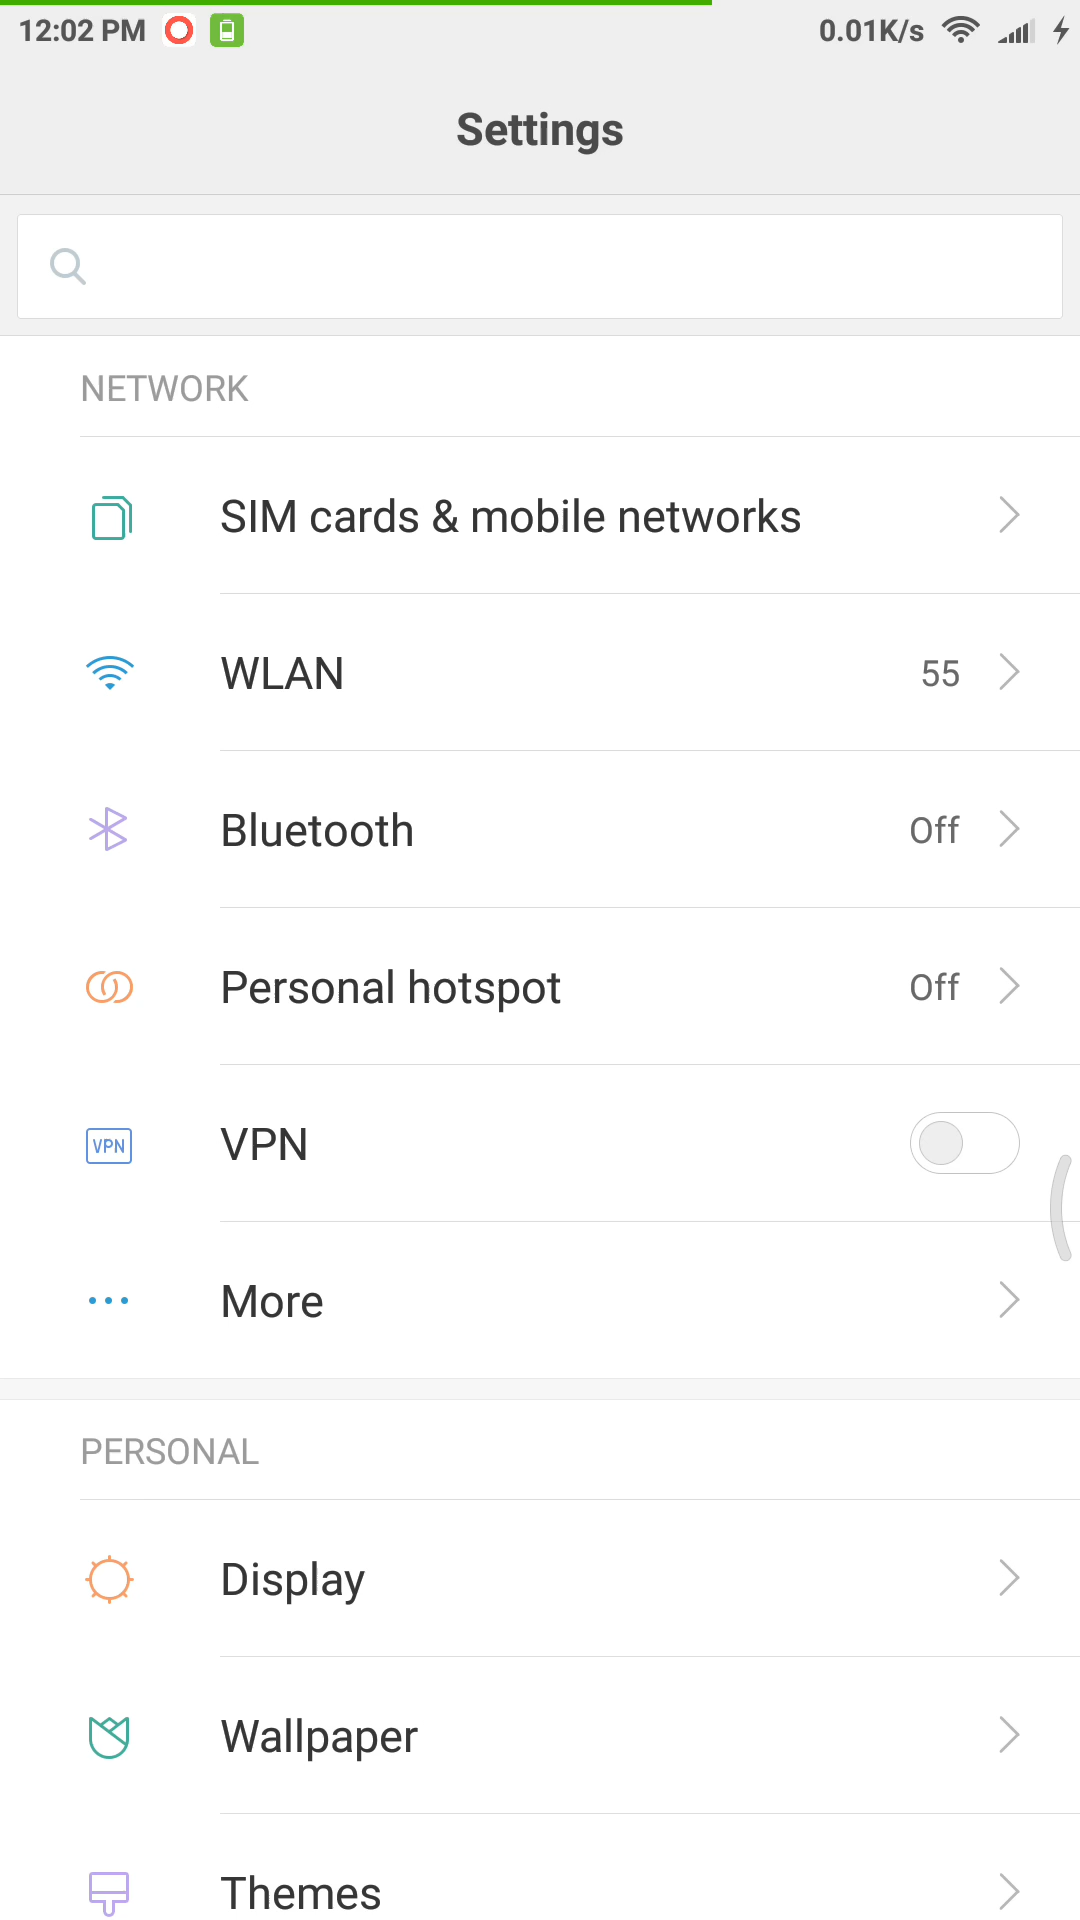 12:02 PM 0.01K/s
Settings
NETWORK
SIM cards & mobile networks
WLAN 55
Bluetooth Off
Personal hotspot Off
VPN VPN
More
PERSONAL
Display
Wallpaper
Themes